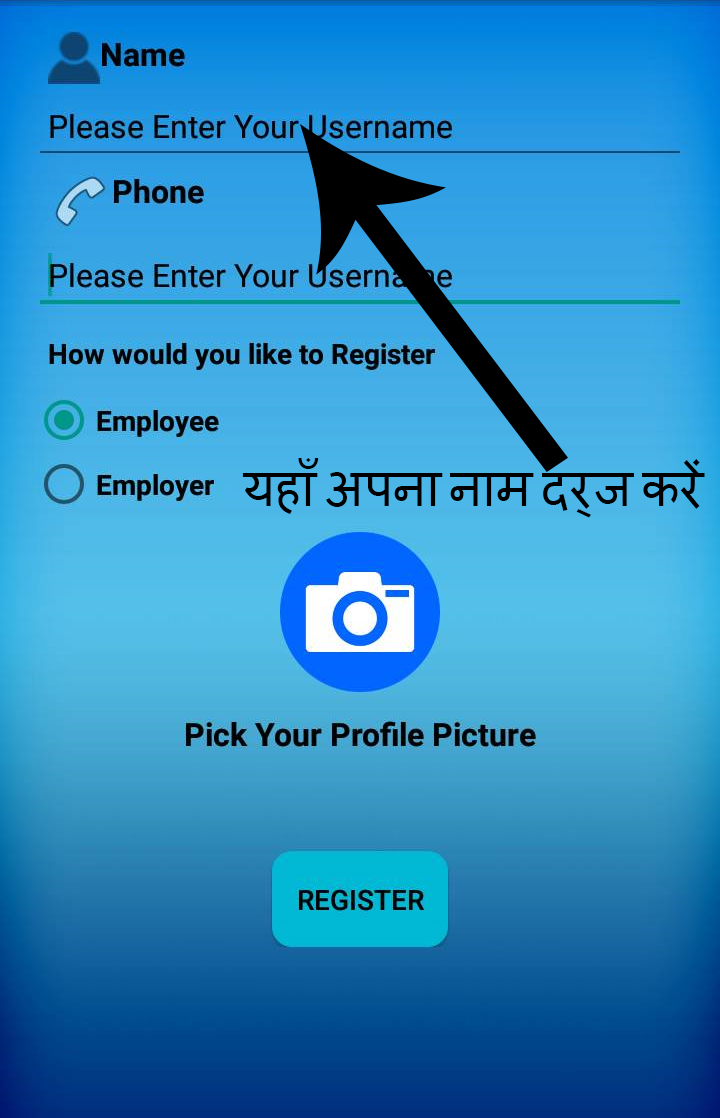 Name
Please Enter Your Username
Phone
Please Enter Your Username
How would you like to Register
Employee
Employer
यहाँ अपना नाम दर्ज करें
Pick Your Profile Picture
REGISTER